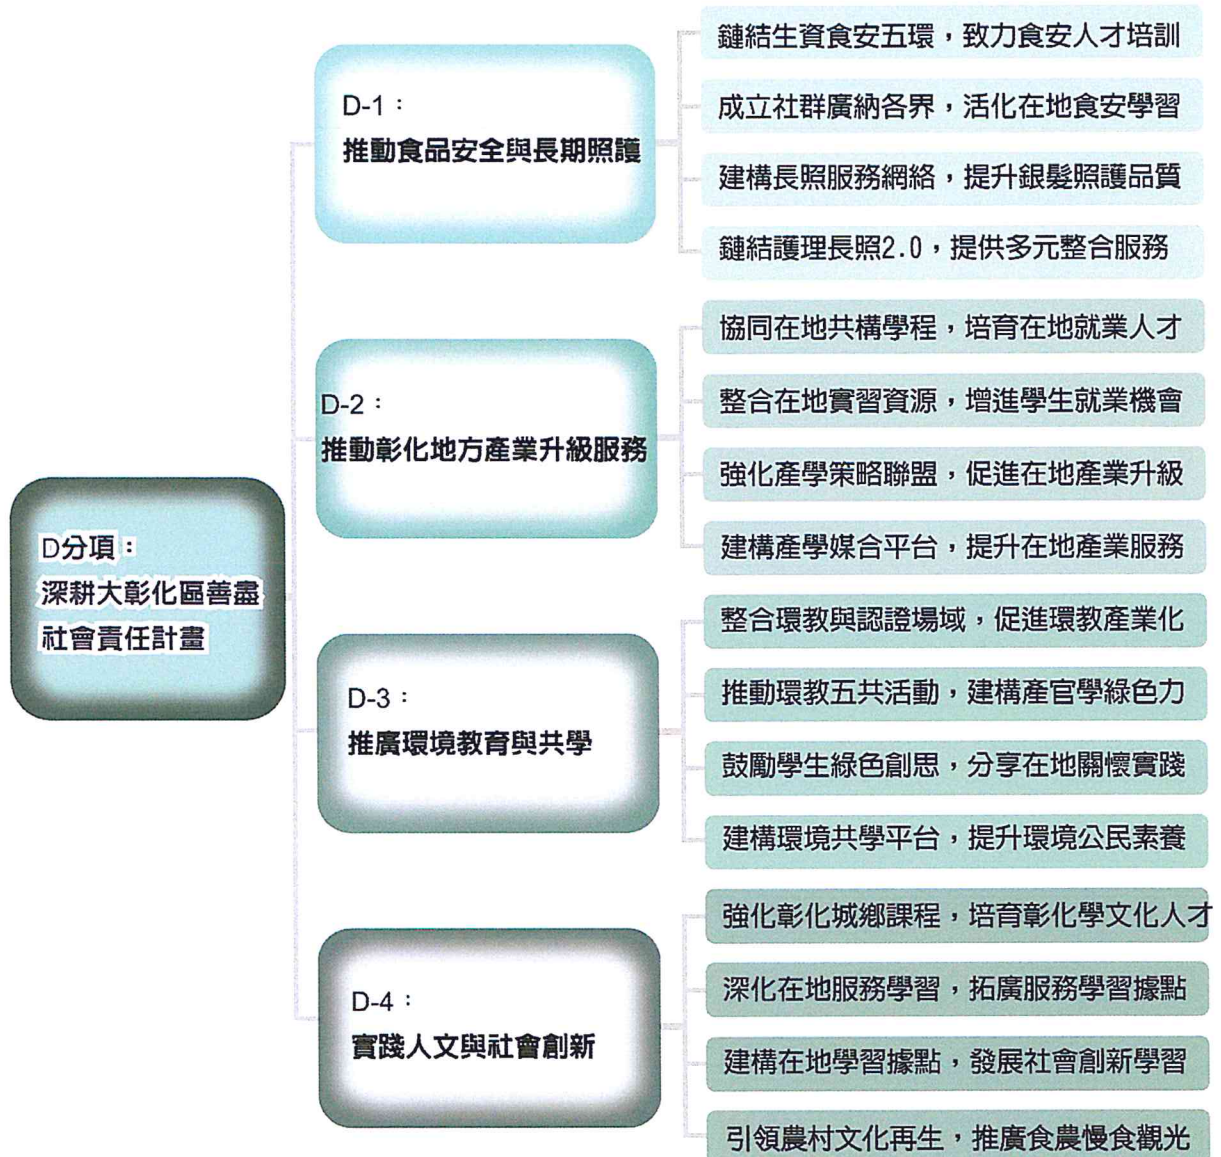 D分項：
深耕大彰化區善盡
社會責任計畫
D-1：
推動食品安全與長期照護
鏈結生資食安五環，致力食安人才培訓
成立社群廣納各界，活化在地食安學習
建構長照服務網絡，提升銀髮照護品質
鏈結護理長照2.0，提供多元整合服務
D-2：
推動彰化地方產業升級服務
協同在地共構學程，培育在地就業人才
整合在地實習資源，增進學生就業機會
強化產學策略聯盟，促進在地產業升級
建構產學媒合平台，提升在地產業服務
D-3：
推廣環境教育與共學
整合環教與認證場域，促進環教產業化
推動環教五共活動，建構產官學綠色力
鼓勵學生綠色創思，分享在地關懷實踐
建構環境共學平台，提升環境公民素養
D-4：
實踐人文與社會創新
強化彰化城鄉課程，培育彰化學文化人才
深化在地服務學習，拓廣服務學習據點
建構在地學習據點，發展社會創新學習
引領農村文化再生，推廣食農慢食觀光